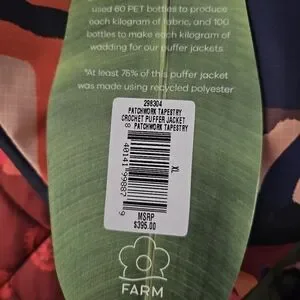 used 60 PET bottles to produce
each kilogram of fabric, and 100
bottles to make each kilogram of
wadding for our puffer jackets.
*At least 75% of this puffer jacket
was made using recycled polyester
298304
PATCHWORK TAPESTRY
CROCHET PUFFER JACKET
PATCHWORK TAPESTRY
XL
MSRP
$395.00
FARM